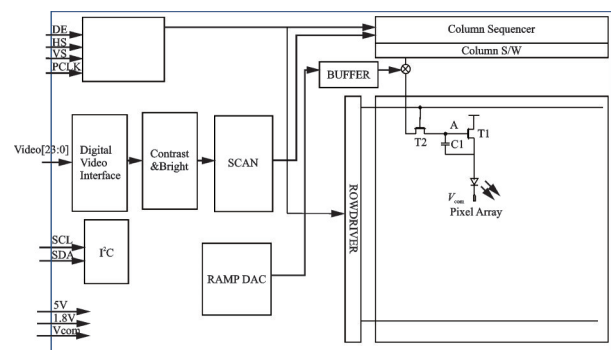 DE
HS
VS
PCLK
Column Sequencer
Column S/W
BUFFER
Video[23:0]
Digital
Video
Interface
Contrast
&Bright
SCAN
ROWDRIVER
A
T1
T2
C1
Vcom
Pixel Array
SCL
SDA
I²C
RAMP DAC
5V
1.8V
Vcom